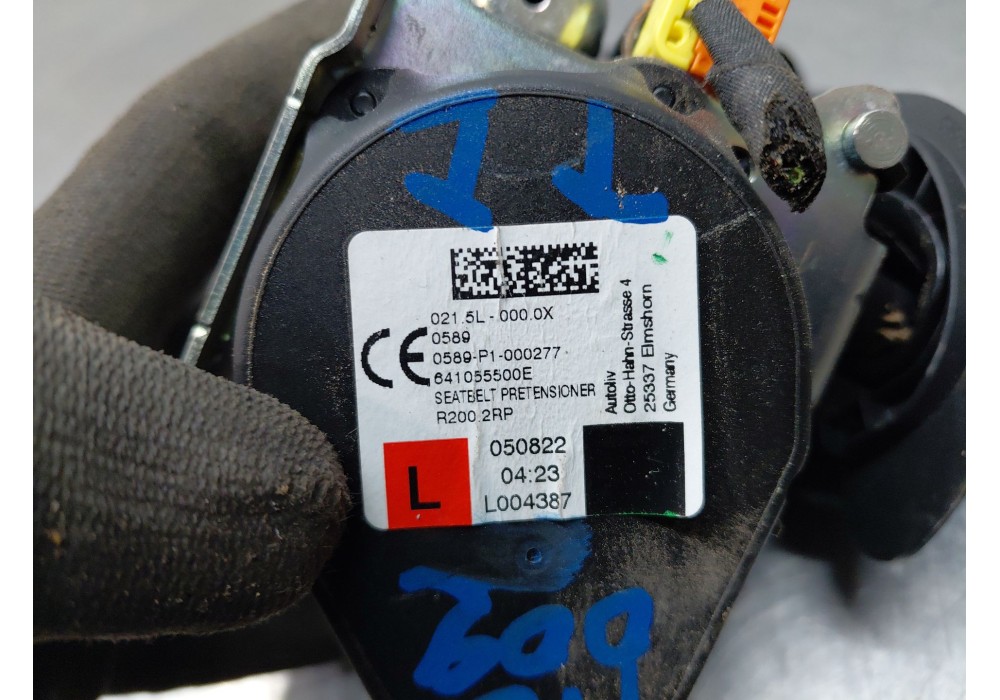 021.5L - 000.0X
CE 0589
0589-P1-000277
641055500E
SEATBELT PRETENSIONER
R200.2RP
Autoliv
Otto-Hahn-Strasse 4
25337 Elmshorn
Germany
L
050822
04:23
L004387